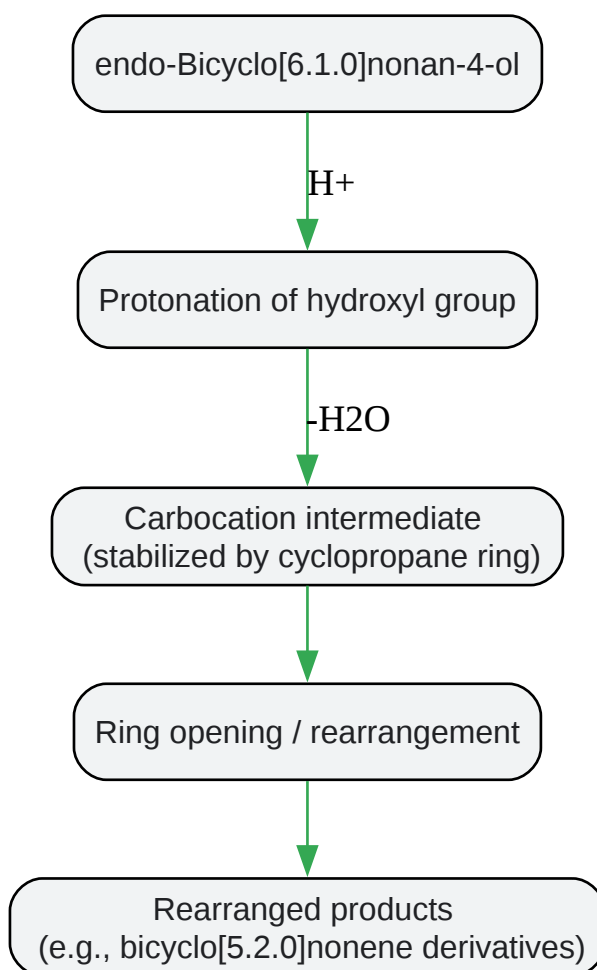 endo-Bicyclo[6.1.0]nonan-4-ol
H+
Protonation of hydroxyl group
-H2O
Carbocation intermediate
(stabilized by cyclopropane ring)
Ring opening / rearrangement
Rearranged products
(e.g., bicyclo[5.2.0]nonene derivatives)